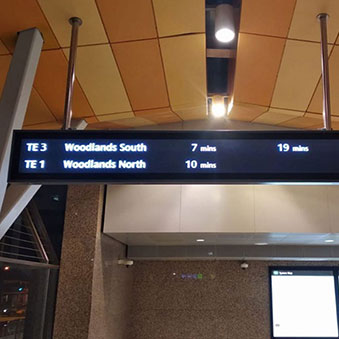 TE 3 Woodlands South 7 mins 19 mins
TE 1 Woodlands North 10 mins